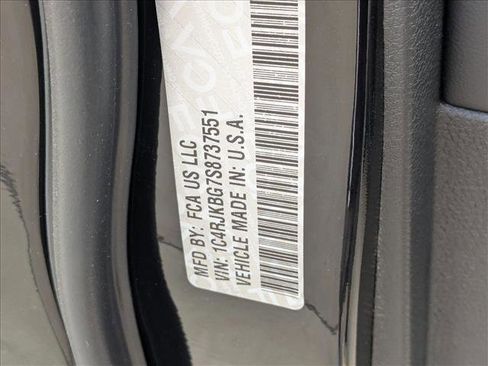 MFD BY: FCA US LLC
VIN: 1C4RJKBG7S8737551
VEHICLE MADE IN: U.S.A.